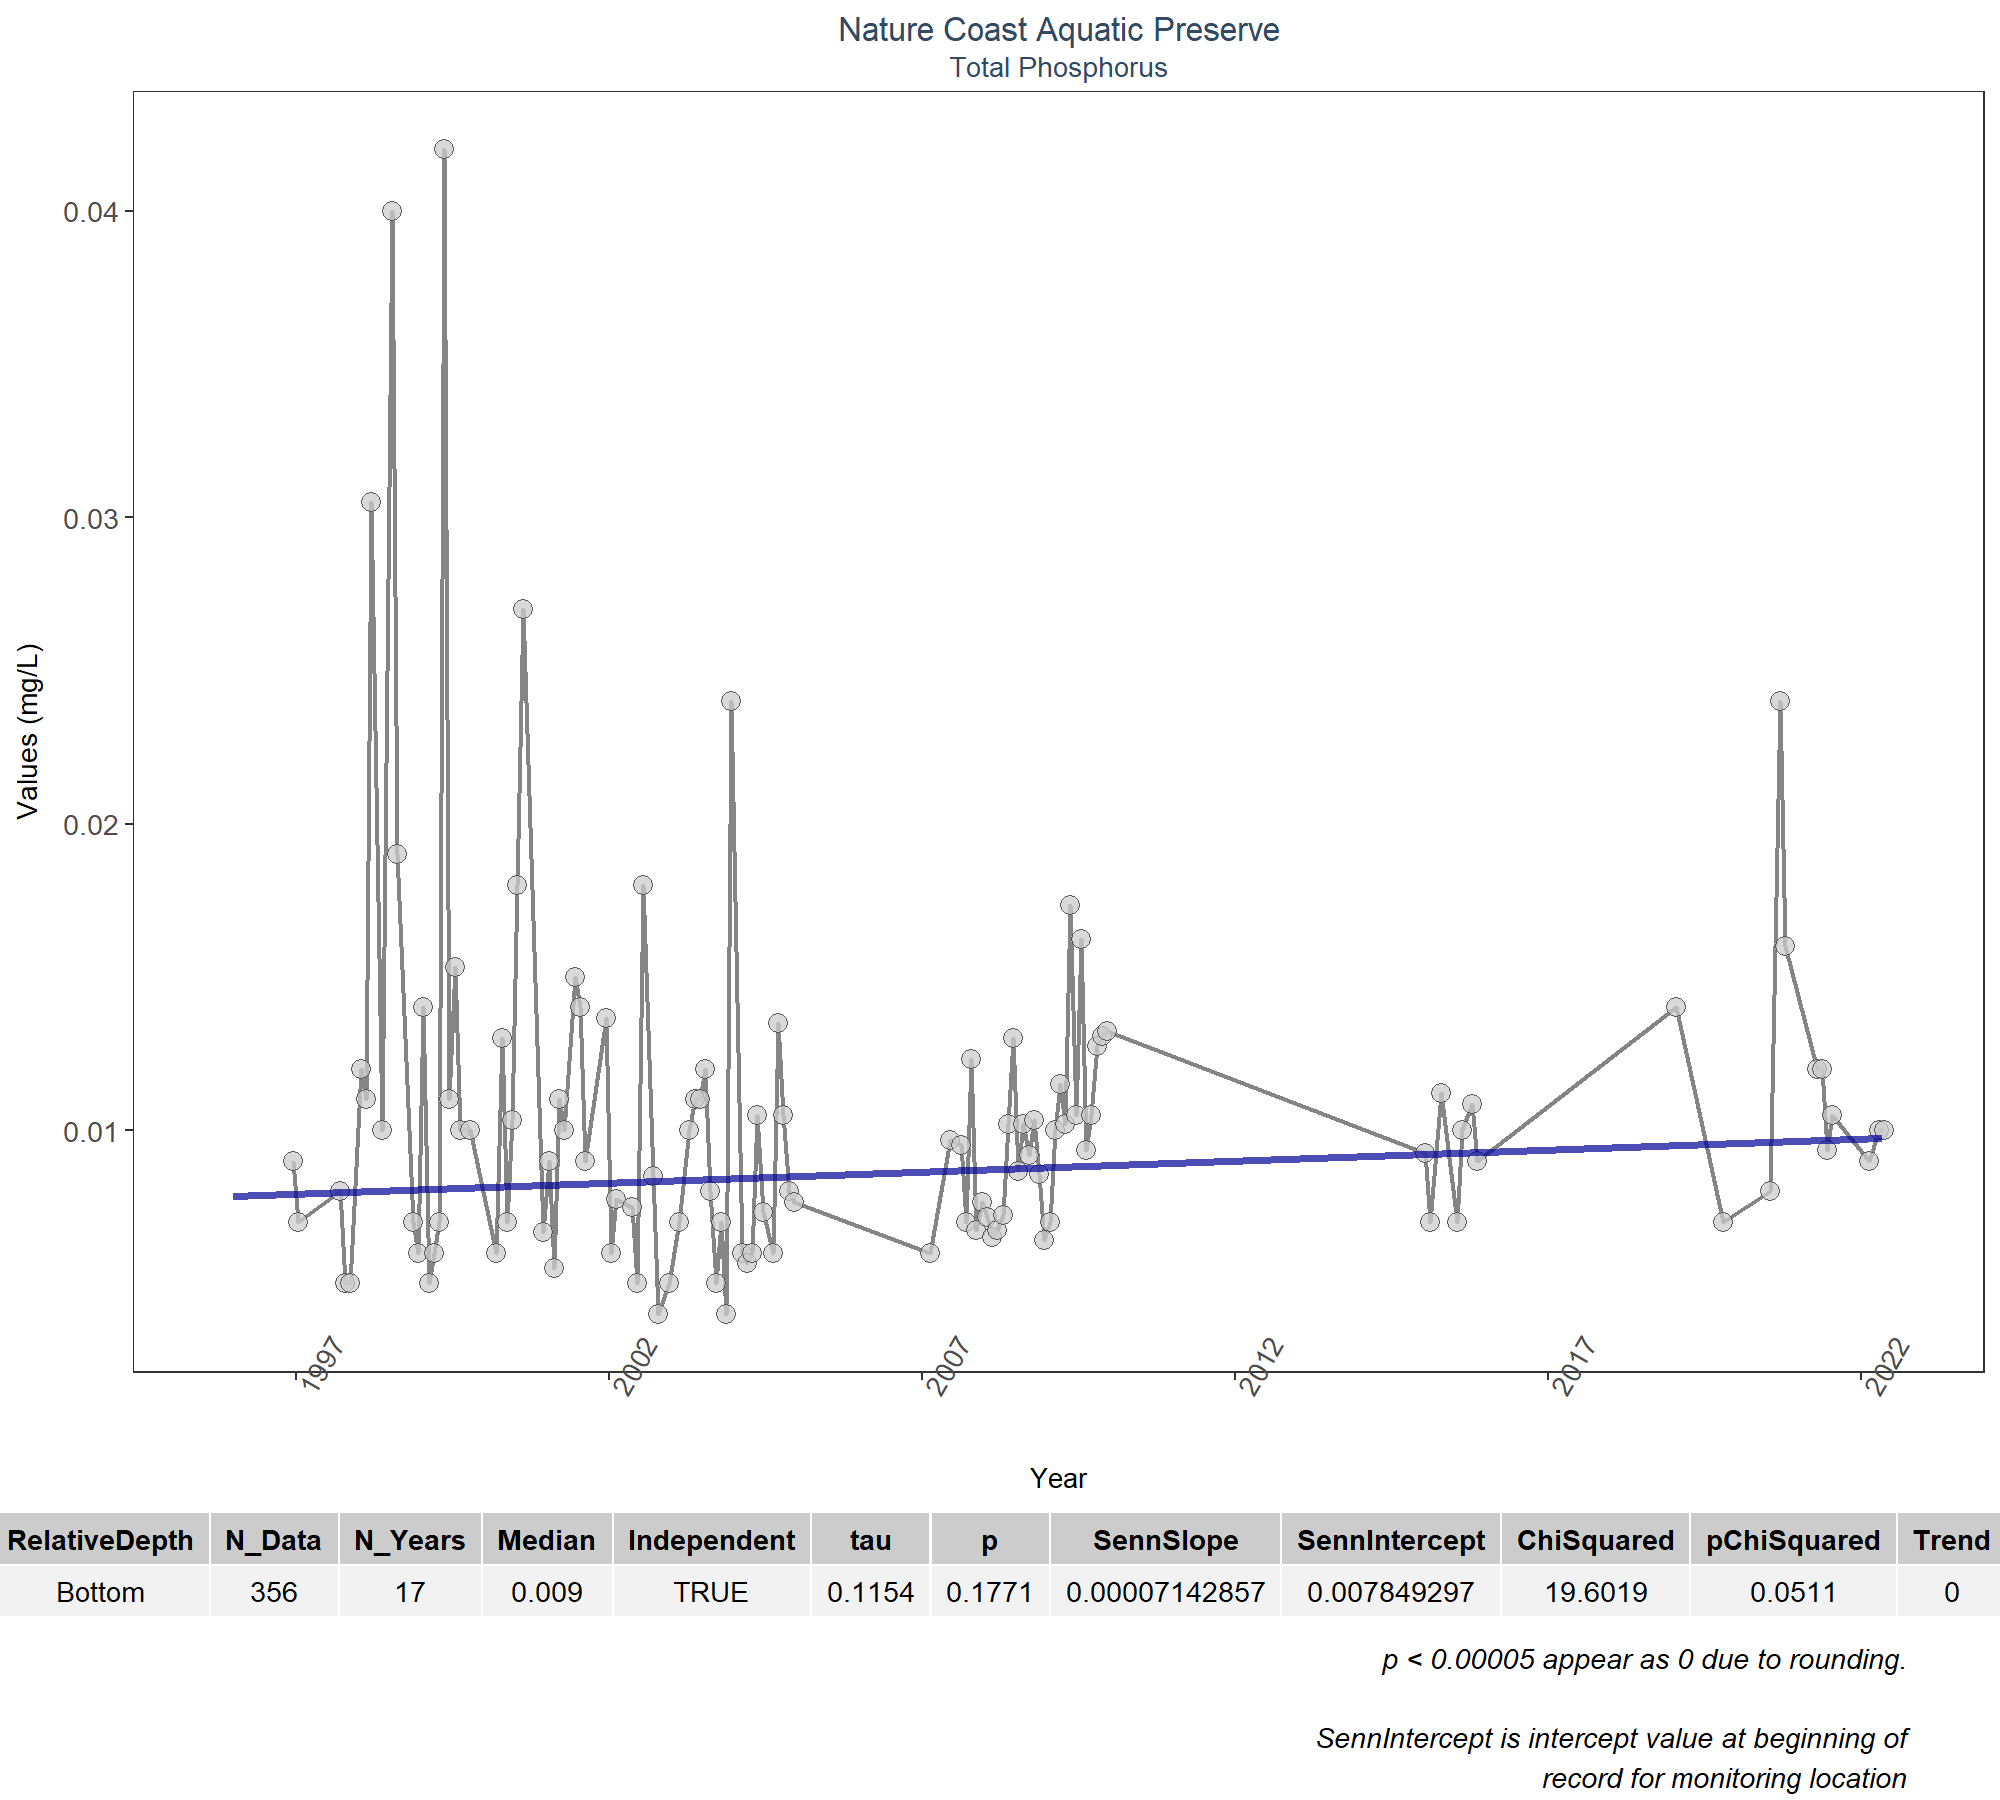 Nature Coast Aquatic Preserve
Total Phosphorus
0.04
0.03
0.02
0.01
Values (mg/L)
1997
2002
2007
2012
2017
2022
Year
RelativeDepth N_Data N_Years Median Independent tau p SennSlope SennIntercept ChiSquared pChiSquared Trend
Bottom 356 17 0.009 TRUE 0.1154 0.1771 0.00007142857 0.007849297 19.6019 0.0511 0
p < 0.00005 appear as 0 due to rounding.
SennIntercept is intercept value at beginning of
record for monitoring location